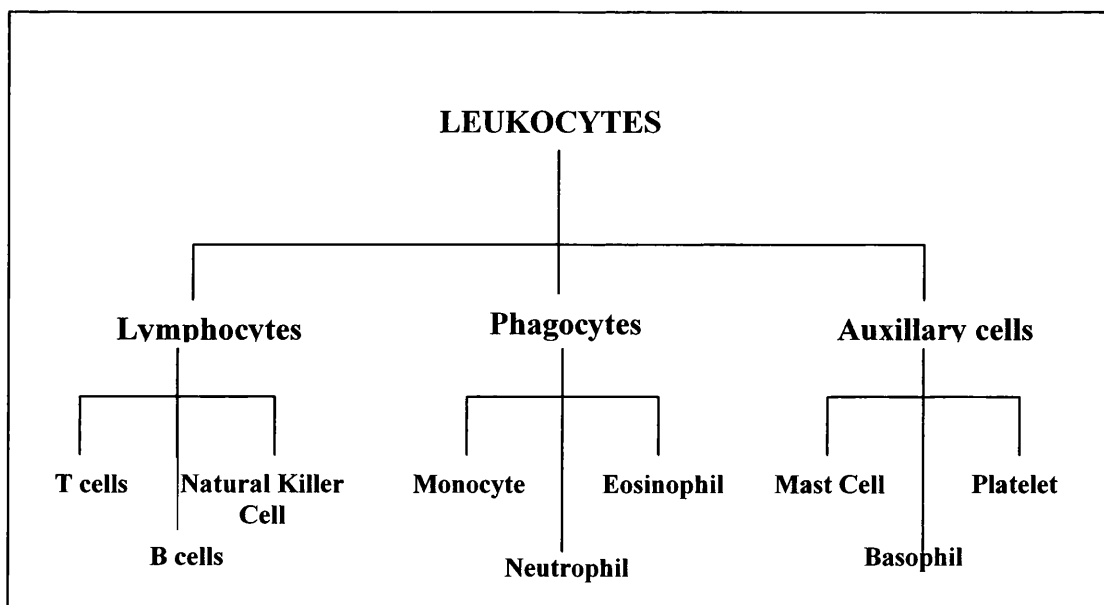 LEUKOCYTES
Lymphocytes
Phagocytes
Auxillary cells
T cells
Natural Killer
Cell
B cells
Monocyte
Eosinophil
Neutrophil
Mast Cell
Platelet
Basophil